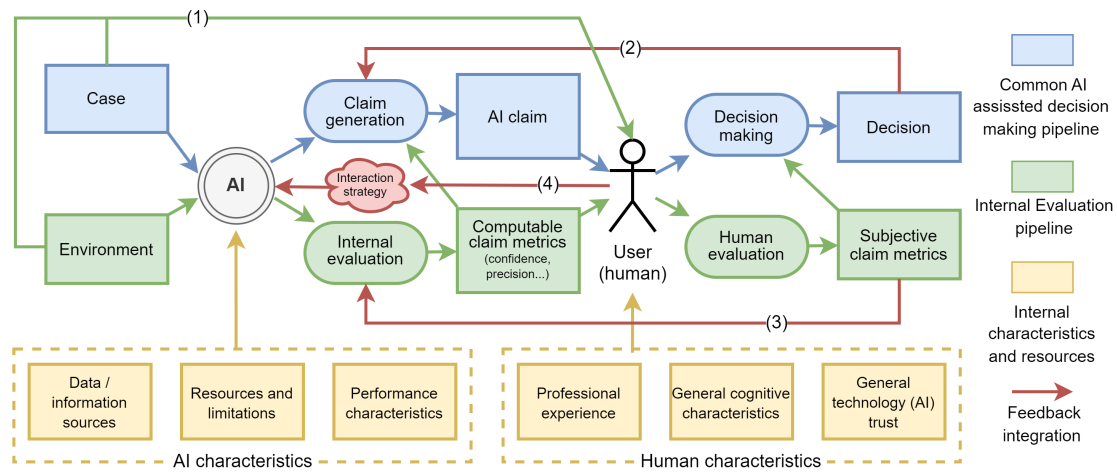 (1)
(2)
Case
Claim
generation
AI claim
Decision
making
Decision
Common AI
assissted decision
making pipeline
AI
Interaction
strategy
(4)
Environment
Internal
evaluation
Computable
claim metrics
(confidence,
precision...)
User
(human)
Human
evaluation
Subjective
claim metrics
Internal Evaluation
pipeline
(3)
Internal
characteristics
and resources
Data /
information
sources
Resources and
limitations
Performance
characteristics
AI characteristics
Professional
experience
General cognitive
characteristics
General
technology (AI)
trust
Human characteristics
Feedback
integration